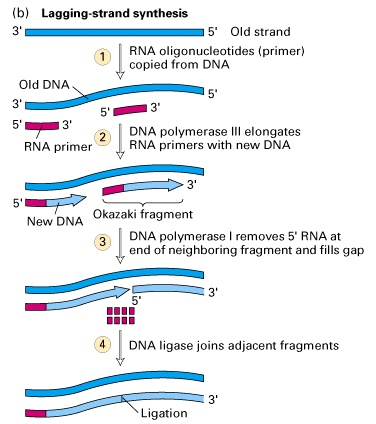 (b) Lagging-strand synthesis
3' 5' Old strand
1 RNA oligonucleotides (primer)
copied from DNA
Old DNA
5'
3'
5' 3'
RNA primer
2 DNA polymerase III elongates
RNA primers with new DNA
3'
5'
New DNA
Okazaki fragment
3 DNA polymerase I removes 5' RNA at
end of neighboring fragment and fills gap
3'
5'
4 DNA ligase joins adjacent fragments
3'
Ligation